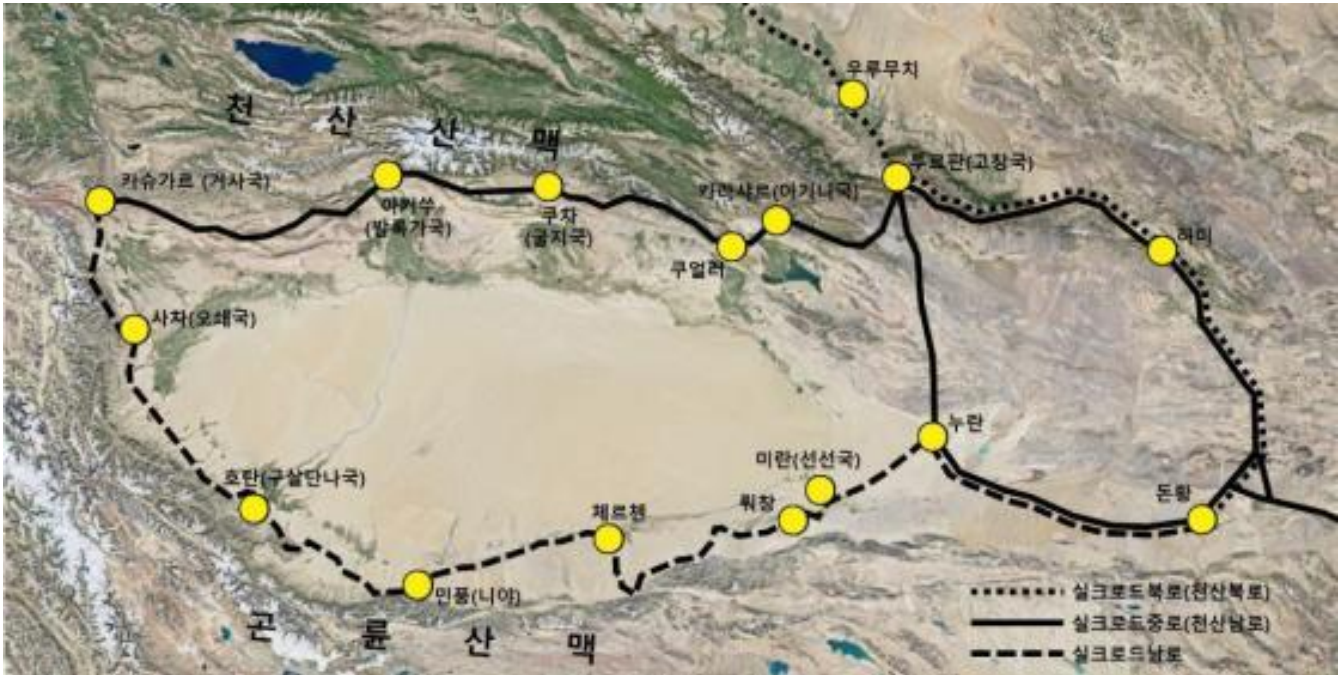 우루무치
천산산맥
투르판(고창국)
카슈가르 (거사국)
카란샤르(아기니국)
아커쑤
(발록가국)
쿠차
(굴지국)
쿠얼러
하미
사차(오쇄국)
누란
미란(선선국)
호탄(구살단나국)
뤄창
돈황
체르첸
민풍(니야)
곤륜산맥
실크로드북로(천산북로)
실크로드중로(천산남로)
실크로드남로